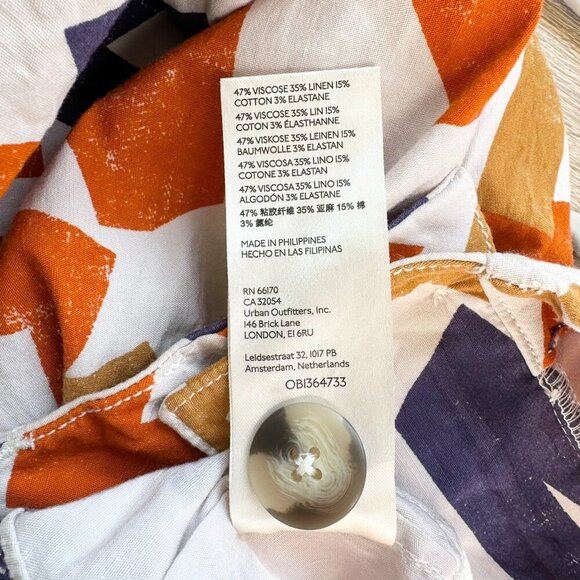 47% VISCOSE 35% LINEN 15%
COTTON 3% ELASTANE
47% VISCOSE 35% LIN 15%
COTON 3% ÉLASTHANNE
47% VISKOSE 35% LEINEN 15%
BAUMWOLLE 3% ELASTAN
47% VISCOSA 35% LINO 15%
COTONE 3% ELASTAN
47% VISCOSA 35% LINO 15%
ALGODÓN 3% ELASTANE
47% 粘胶纤维 35% 亚麻 15% 棉
3% 氨纶
MADE IN PHILIPPINES
HECHO EN LAS FILIPINAS
RN 66170
CA 32054
Urban Outfitters, Inc.
146 Brick Lane
LONDON, E1 6RU
Leidsestraat 32, 1017 PB
Amsterdam, Netherlands
OB1364733